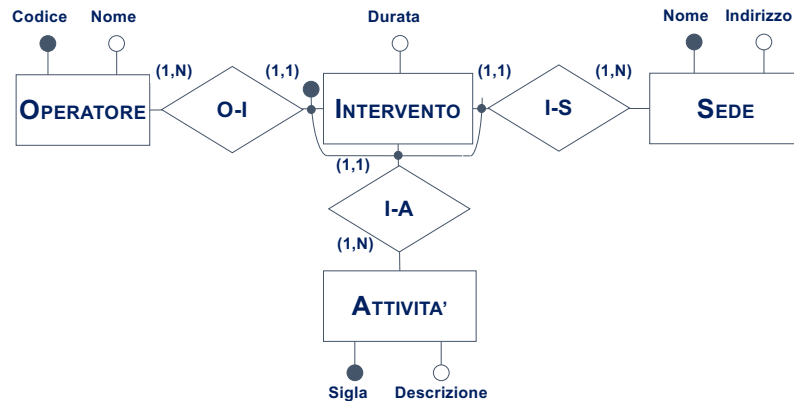 Codice Nome Durata Nome Indirizzo
(1,N) (1,1) (1,1) (1,N)
OPERATORE O-I INTERVENTO I-S SEDE
(1,1)
I-A
(1,N)
ATTIVITA’
Sigla Descrizione